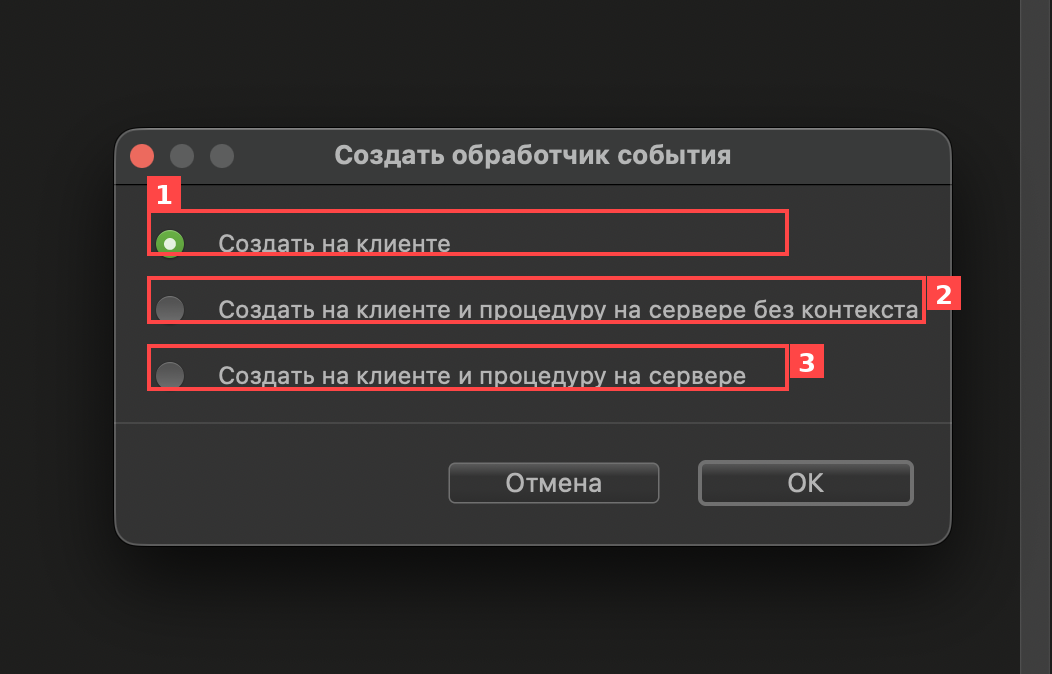 Создать обработчик события
1
Создать на клиенте
Создать на клиенте и процедуру на сервере без контекста
2
Создать на клиенте и процедуру на сервере
3
Отмена
OK